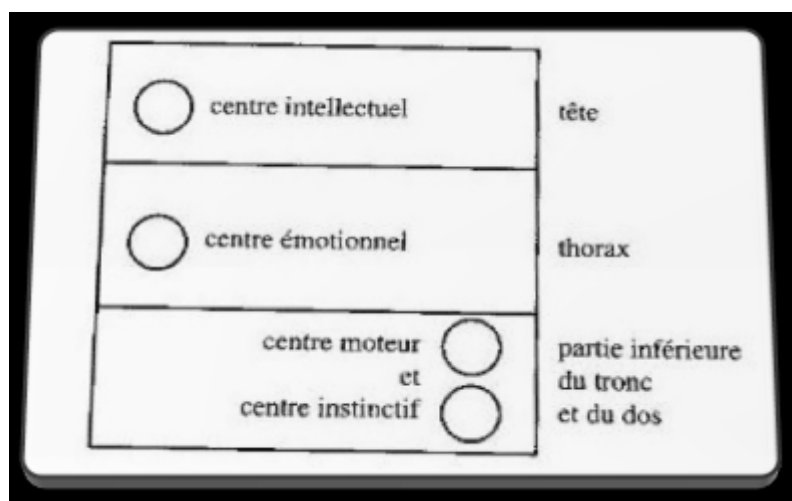 centre intellectuel
tête
centre émotionnel
thorax
centre moteur
et
centre instinctif
partie inférieure
du tronc
et du dos